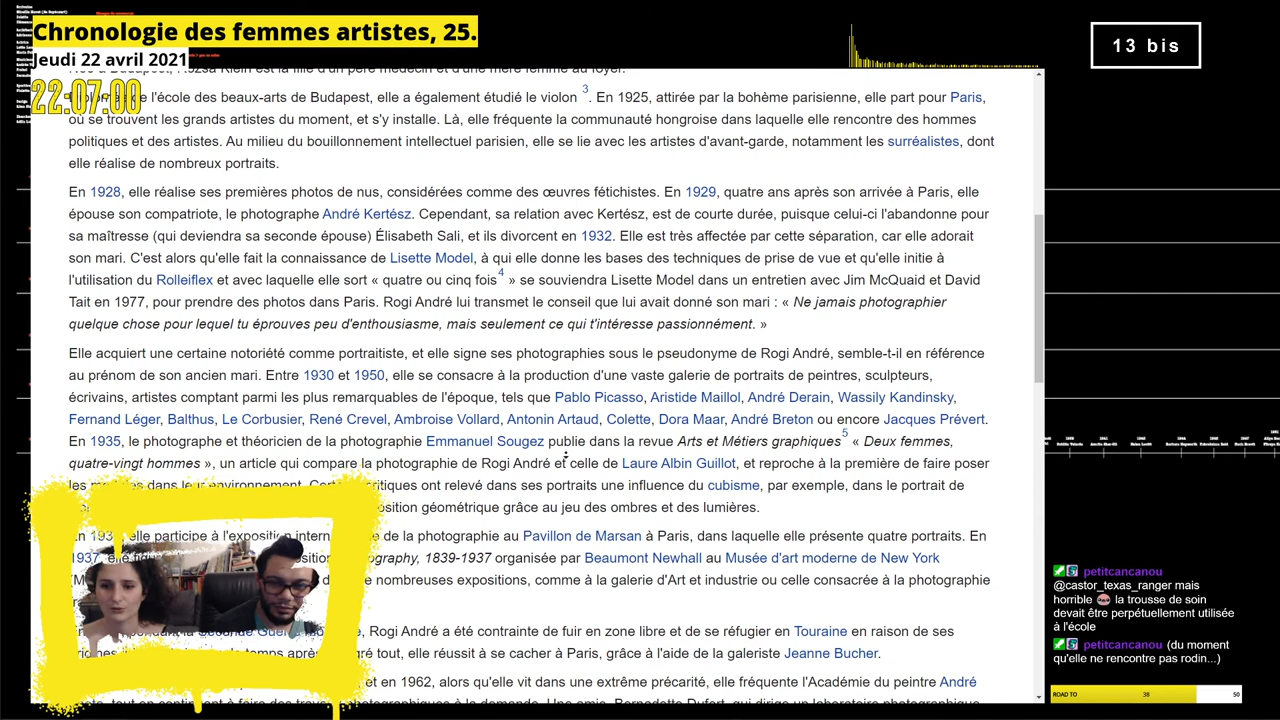 Chronologie des femmes artistes, 25.
jeudi 22 avril 2021
22:07:00
13 bis
elle a également étudié le violon 3. En 1925, attirée par la bohème parisienne, elle part pour Paris,
où se trouvent les grands artistes du moment, et s'y installe. Là, elle fréquente la communauté hongroise dans laquelle elle rencontre des hommes
politiques et des artistes. Au milieu du bouillonnement intellectuel parisien, elle se lie avec les artistes d'avant-garde, notamment les surréalistes, dont
elle réalise de nombreux portraits.
En 1928, elle réalise ses premières photos de nus, considérées comme des œuvres fétichistes. En 1929, quatre ans après son arrivée à Paris, elle
épouse son compatriote, le photographe André Kertész. Cependant, sa relation avec Kertész, est de courte durée, puisque celui-ci l'abandonne pour
sa maîtresse (qui deviendra sa seconde épouse) Élisabeth Sali, et ils divorcent en 1932. Elle est très affectée par cette séparation, car elle adorait
son mari. C'est alors qu'elle fait la connaissance de Lisette Model, à qui elle donne les bases des techniques de prise de vue et qu'elle initie à
l'utilisation du Rolleiflex et avec laquelle elle sort « quatre ou cinq fois 4 » se souviendra Lisette Model dans un entretien avec Jim McQuaid et David
Tait en 1977, pour prendre des photos dans Paris. Rogi André lui transmet le conseil que lui avait donné son mari : « Ne jamais photographier
quelque chose pour lequel tu éprouves peu d'enthousiasme, mais seulement ce qui t'intéresse passionnément. »
Elle acquiert une certaine notoriété comme portraitiste, et elle signe ses photographies sous le pseudonyme de Rogi André, semble-t-il en référence
au prénom de son ancien mari. Entre 1930 et 1950, elle se consacre à la production d'une vaste galerie de portraits de peintres, sculpteurs,
écrivains, artistes comptant parmi les plus remarquables de l'époque, tels que Pablo Picasso, Aristide Maillol, André Derain, Wassily Kandinsky,
Fernand Léger, Balthus, Le Corbusier, René Crevel, Ambroise Vollard, Antonin Artaud, Colette, Dora Maar, André Breton ou encore Jacques Prévert.
En 1935, le photographe et théoricien de la photographie Emmanuel Sougez publie dans la revue Arts et Métiers graphiques 5 « Deux femmes,
quatre-vingt hommes », un article qui compare la photographie de Rogi André et celle de Laure Albin Guillot, et reproche à la première de faire poser
les modèles dans leur environnement. Certains critiques ont relevé dans ses portraits une influence du cubisme, par exemple, dans le portrait de
position géométrique grâce au jeu des ombres et des lumières.
elle participe à l'exposition internationale de la photographie au Pavillon de Marsan à Paris, dans laquelle elle présente quatre portraits. En
1937, elle Photography, 1839-1937 organisée par Beaumont Newhall au Musée d'art moderne de New York
de nombreuses expositions, comme à la galerie d'Art et industrie ou celle consacrée à la photographie
la Seconde Guerre mondiale, Rogi André a été contrainte de fuir en zone libre et de se réfugier en Touraine en raison de ses
temps après, malgré tout, elle réussit à se cacher à Paris, grâce à l'aide de la galeriste Jeanne Bucher.
et en 1962, alors qu'elle vit dans une extrême précarité, elle fréquente l'Académie du peintre André
petitcancanou
@castor_texas_ranger mais
horrible la trousse de soin
devait être perpétuellement utilisée
à l'école
petitcancanou (du moment
qu'elle ne rencontre pas rodin...)
ROAD TO 38 50